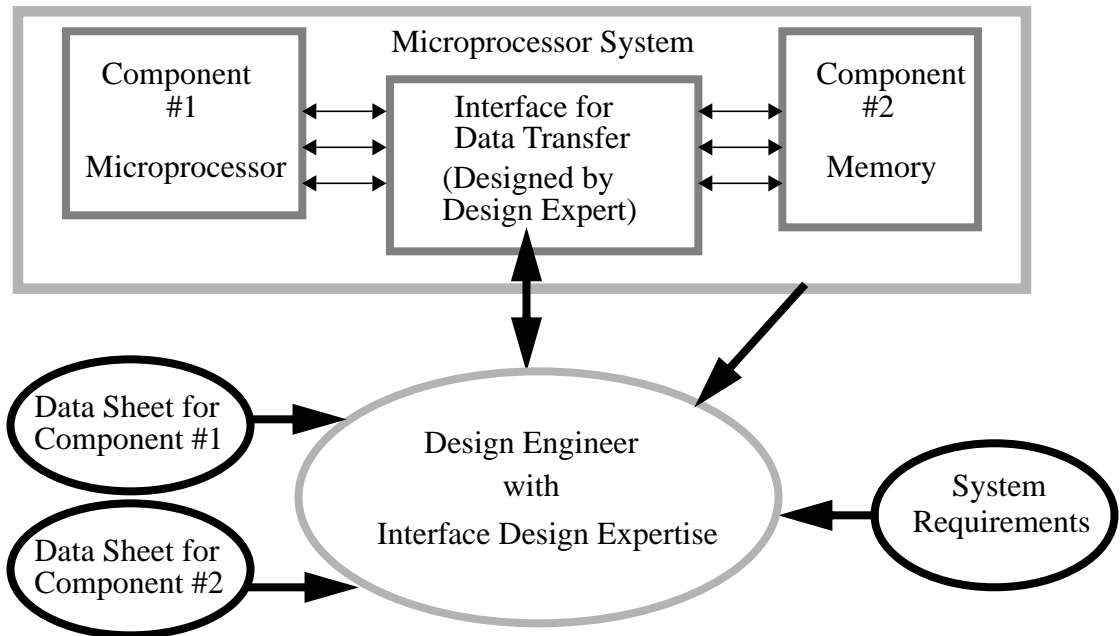 Microprocessor System
Component
#1
Microprocessor
Interface for
Data Transfer
(Designed by
Design Expert)
Component
#2
Memory
Data Sheet for
Component #1
Data Sheet for
Component #2
Design Engineer
with
Interface Design Expertise
System
Requirements